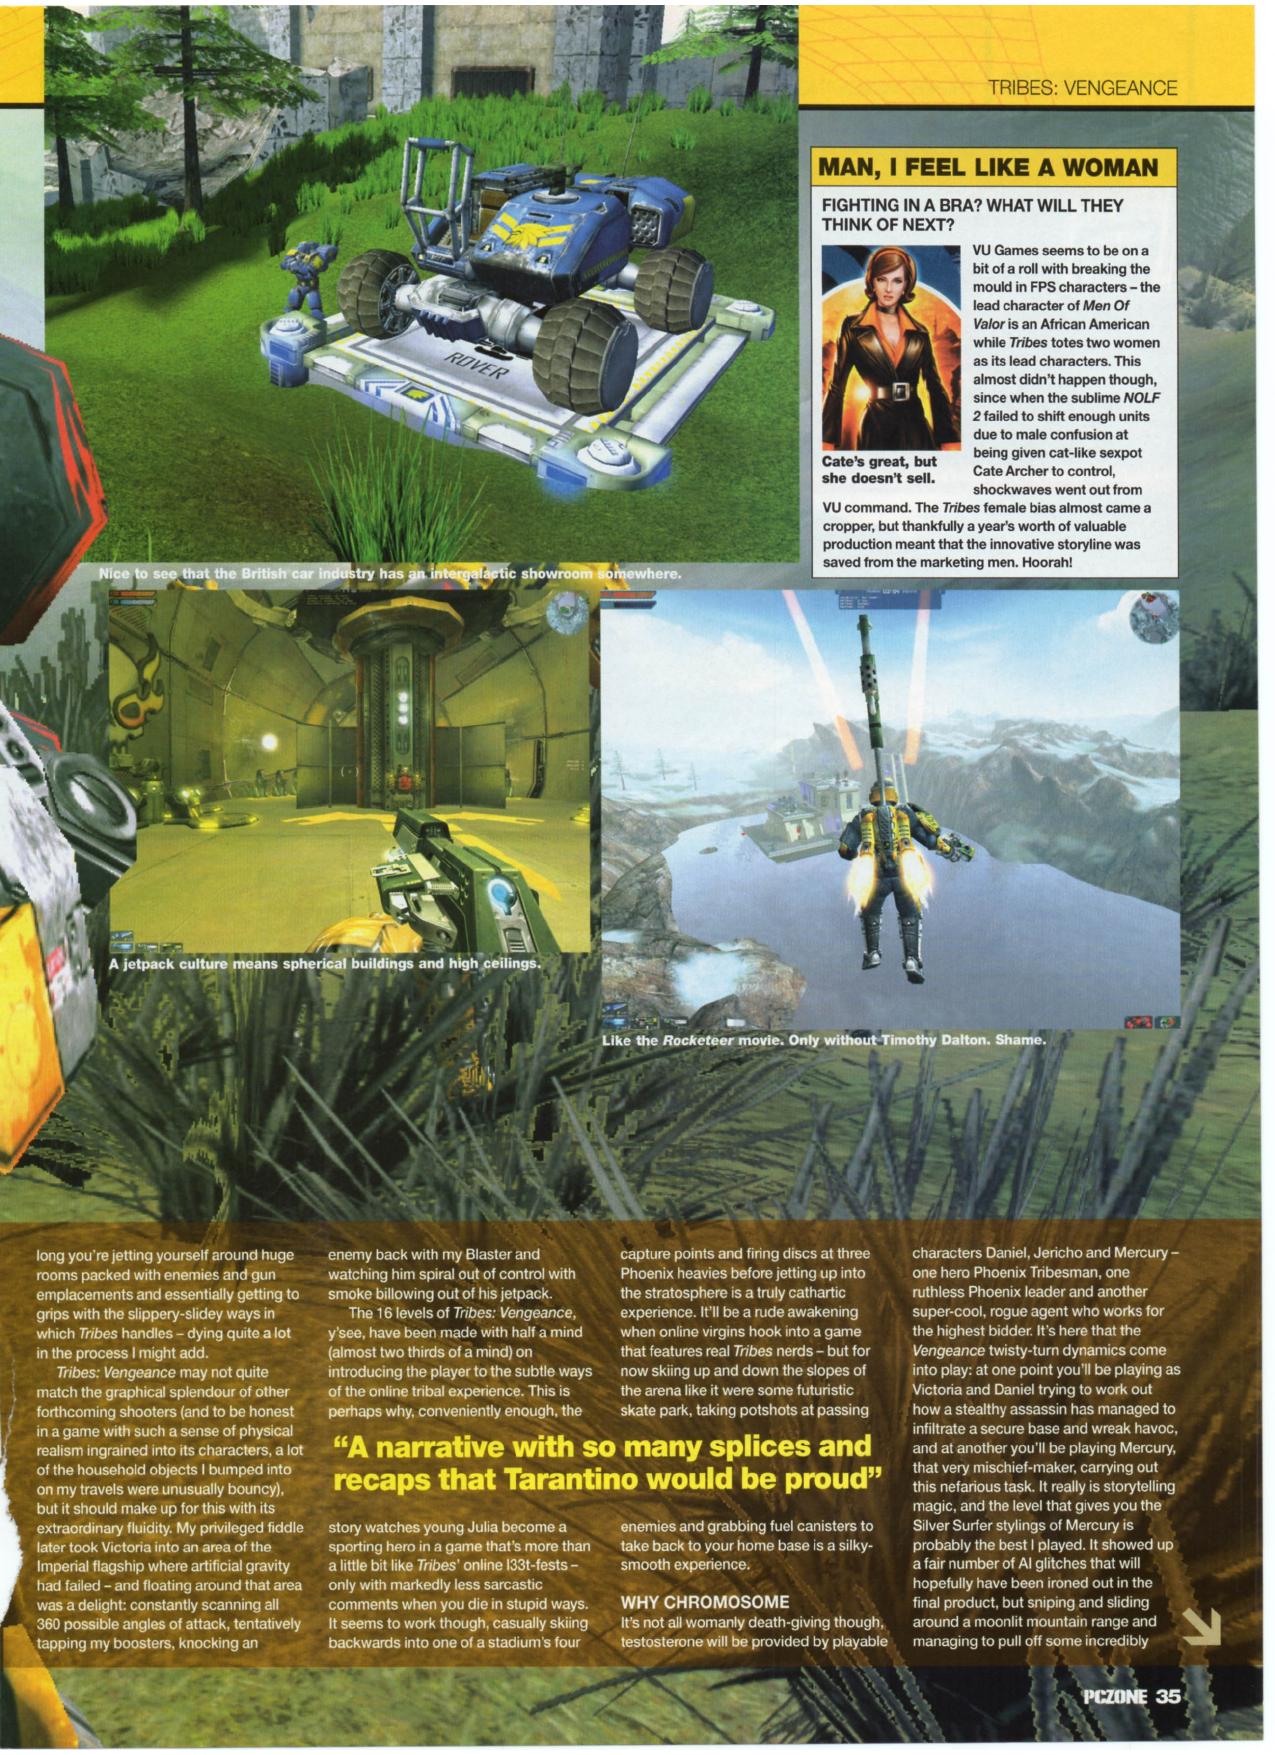 TRIBES: VENGEANCE
ROVER
Nice to see that the British car industry has an intergalactic showroom somewhere.
MAN, I FEEL LIKE A WOMAN
FIGHTING IN A BRA? WHAT WILL THEY
THINK OF NEXT?
VU Games seems to be on a
bit of a roll with breaking the
mould in FPS characters – the
lead character of Men Of
Valor is an African American
while Tribes totes two women
as its lead characters. This
almost didn't happen though,
since when the sublime NOLF
2 failed to shift enough units
due to male confusion at
being given cat-like sexpot
Cate Archer to control,
shockwaves went out from
VU command. The Tribes female bias almost came a
cropper, but thankfully a year's worth of valuable
production meant that the innovative storyline was
saved from the marketing men. Hoorah!
Cate's great, but
she doesn't sell.
A jetpack culture means spherical buildings and high ceilings.
Like the Rocketeer movie. Only without Timothy Dalton. Shame.
long you're jetting yourself around huge
rooms packed with enemies and gun
emplacements and essentially getting to
grips with the slippery-slidey ways in
which Tribes handles – dying quite a lot
in the process I might add.
Tribes: Vengeance may not quite
match the graphical splendour of other
forthcoming shooters (and to be honest
in a game with such a sense of physical
realism ingrained into its characters, a lot
of the household objects I bumped into
on my travels were unusually bouncy),
but it should make up for this with its
extraordinary fluidity. My privileged fiddle
later took Victoria into an area of the
Imperial flagship where artificial gravity
had failed – and floating around that area
was a delight: constantly scanning all
360 possible angles of attack, tentatively
tapping my boosters, knocking an
enemy back with my Blaster and
watching him spiral out of control with
smoke billowing out of his jetpack.
The 16 levels of Tribes: Vengeance,
y'see, have been made with half a mind
(almost two thirds of a mind) on
introducing the player to the subtle ways
of the online tribal experience. This is
perhaps why, conveniently enough, the
"A narrative with so many splices and
recaps that Tarantino would be proud"
story watches young Julia become a
sporting hero in a game that's more than
a little bit like Tribes' online l33t-fests –
only with markedly less sarcastic
comments when you die in stupid ways.
It seems to work though, casually skiing
backwards into one of a stadium's four
capture points and firing discs at three
Phoenix heavies before jetting up into
the stratosphere is a truly cathartic
experience. It'll be a rude awakening
when online virgins hook into a game
that features real Tribes nerds – but for
now skiing up and down the slopes of
the arena like it were some futuristic
skate park, taking potshots at passing
enemies and grabbing fuel canisters to
take back to your home base is a silky-
smooth experience.
WHY CHROMOSOME
It's not all womanly death-giving though,
testosterone will be provided by playable
characters Daniel, Jericho and Mercury –
one hero Phoenix Tribesman, one
ruthless Phoenix leader and another
super-cool, rogue agent who works for
the highest bidder. It's here that the
Vengeance twisty-turn dynamics come
into play: at one point you'll be playing as
Victoria and Daniel trying to work out
how a stealthy assassin has managed to
infiltrate a secure base and wreak havoc,
and at another you'll be playing Mercury,
that very mischief-maker, carrying out
this nefarious task. It really is storytelling
magic, and the level that gives you the
Silver Surfer stylings of Mercury is
probably the best I played. It showed up
a fair number of AI glitches that will
hopefully have been ironed out in the
final product, but sniping and sliding
around a moonlit mountain range and
managing to pull off some incredibly
PCZONE 35